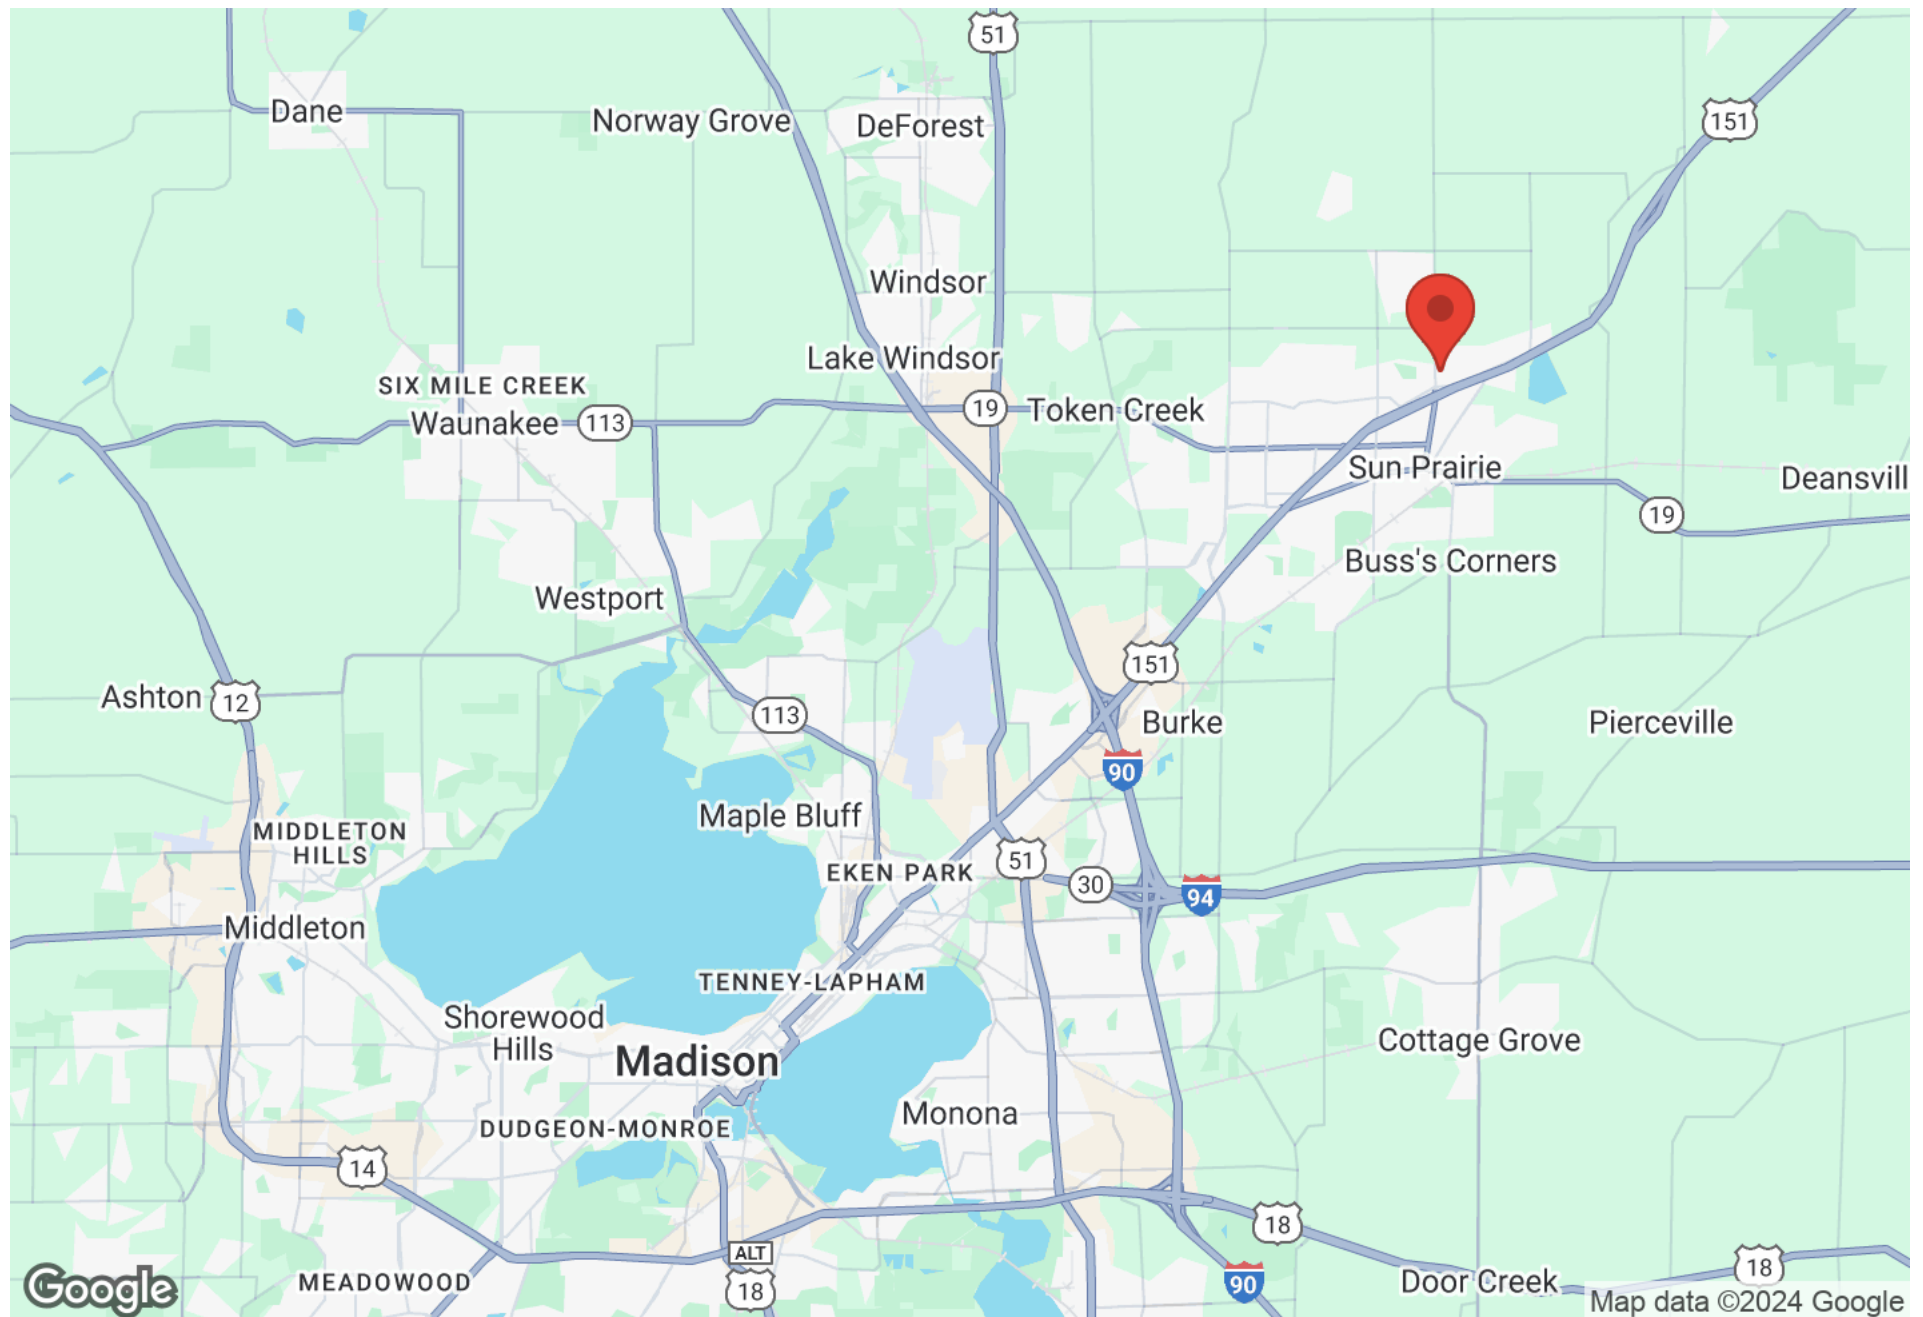 51
151
Dane
Norway Grove
DeForest
Windsor
Lake Windsor
SIX MILE CREEK
Waunakee
113
19
Token Creek
Sun Prairie
Deansvill
19
Buss's Corners
Westport
151
Ashton
12
113
Burke
Pierceville
90
Maple Bluff
MIDDLETON
HILLS
51
EKEN PARK
30
94
Middleton
TENNEY-LAPHAM
Shorewood
Hills
Madison
Cottage Grove
Monona
DUDGEON-MONROE
14
18
ALT
18
MEADOWOOD
90
Door Creek
18
Google
Map data ©2024 Google